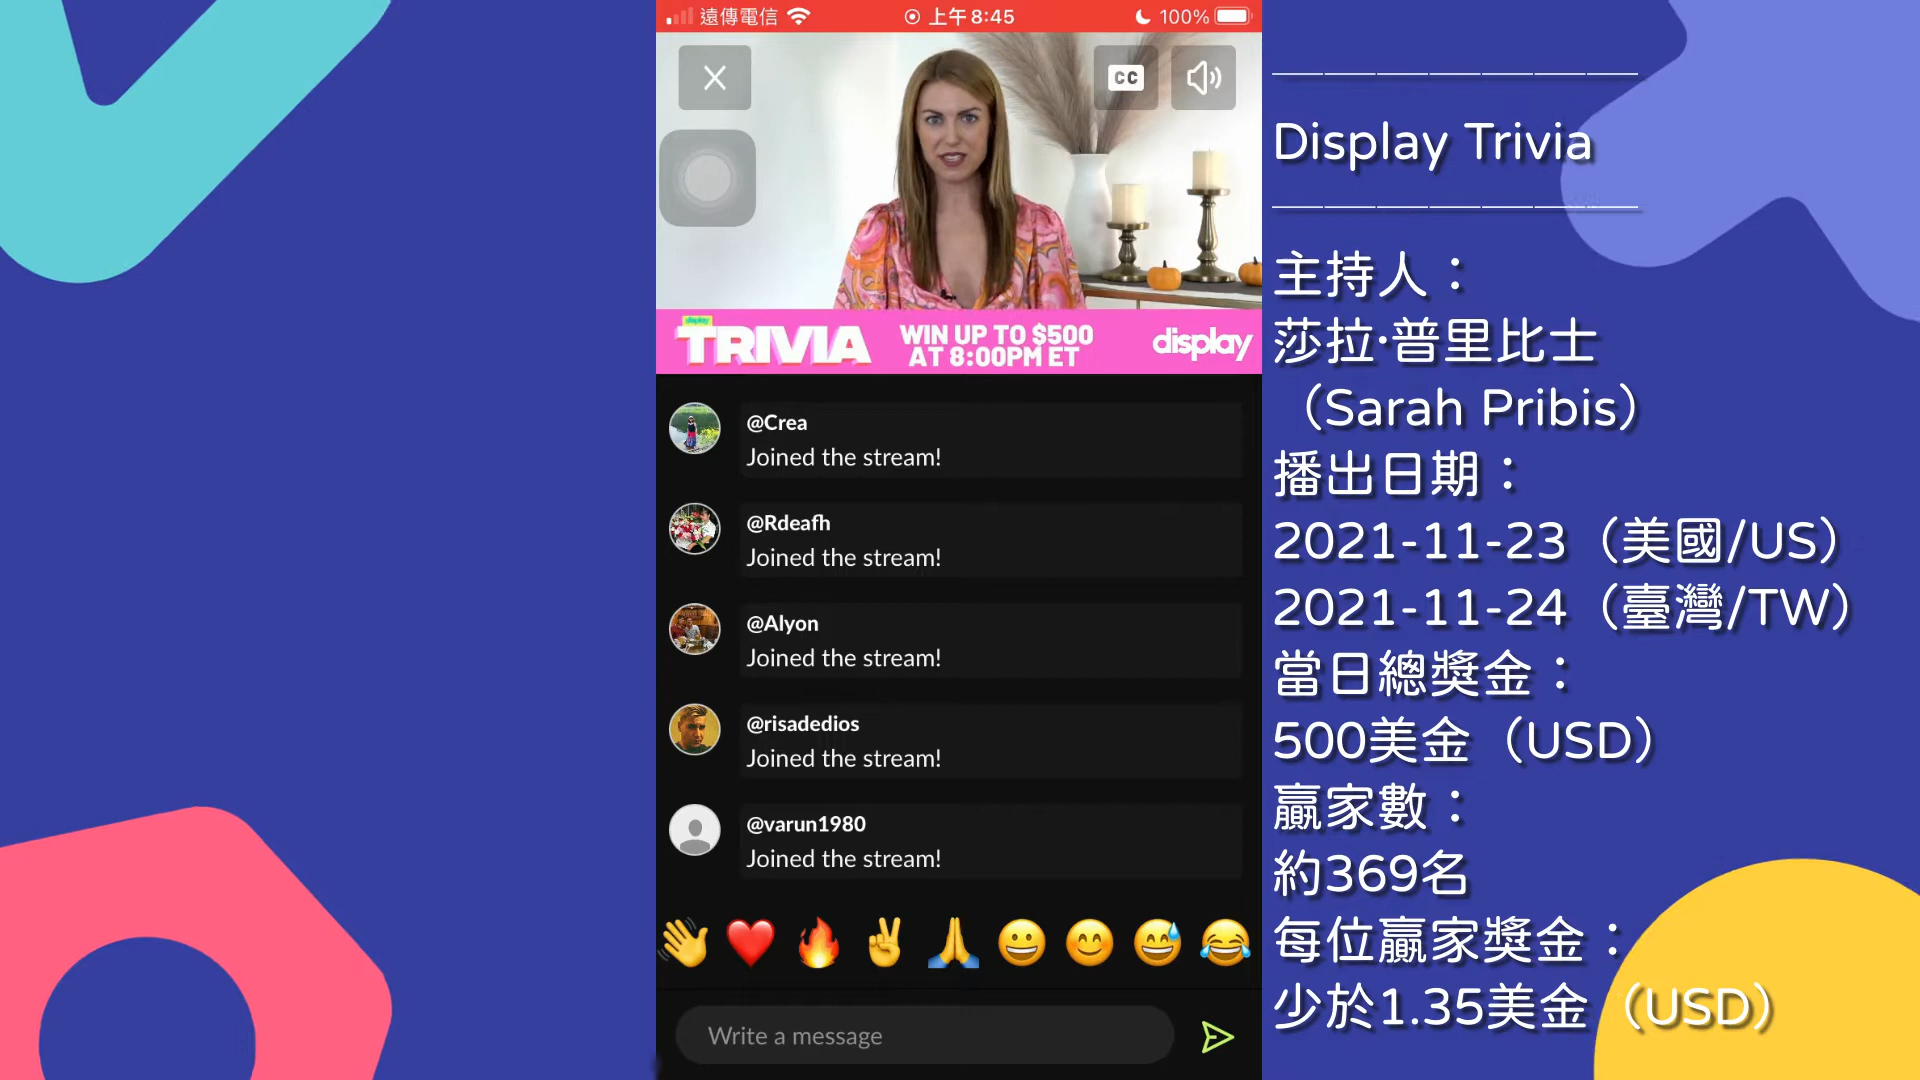 遠傳電信
上午8:45
100%
CC
display
TRIVIA
WIN UP TO $500
AT 8:00PM ET
display
@Crea
Joined the stream!
@Rdeafh
Joined the stream!
@Alyon
Joined the stream!
@risadedios
Joined the stream!
@varun1980
Joined the stream!
Write a message
Display Trivia
主持人：
莎拉·普里比士
（Sarah Pribis）
播出日期：
2021-11-23（美國/US）
2021-11-24（臺灣/TW）
當日總獎金：
500美金（USD）
贏家數：
約369名
每位贏家獎金：
少於1.35美金（USD）